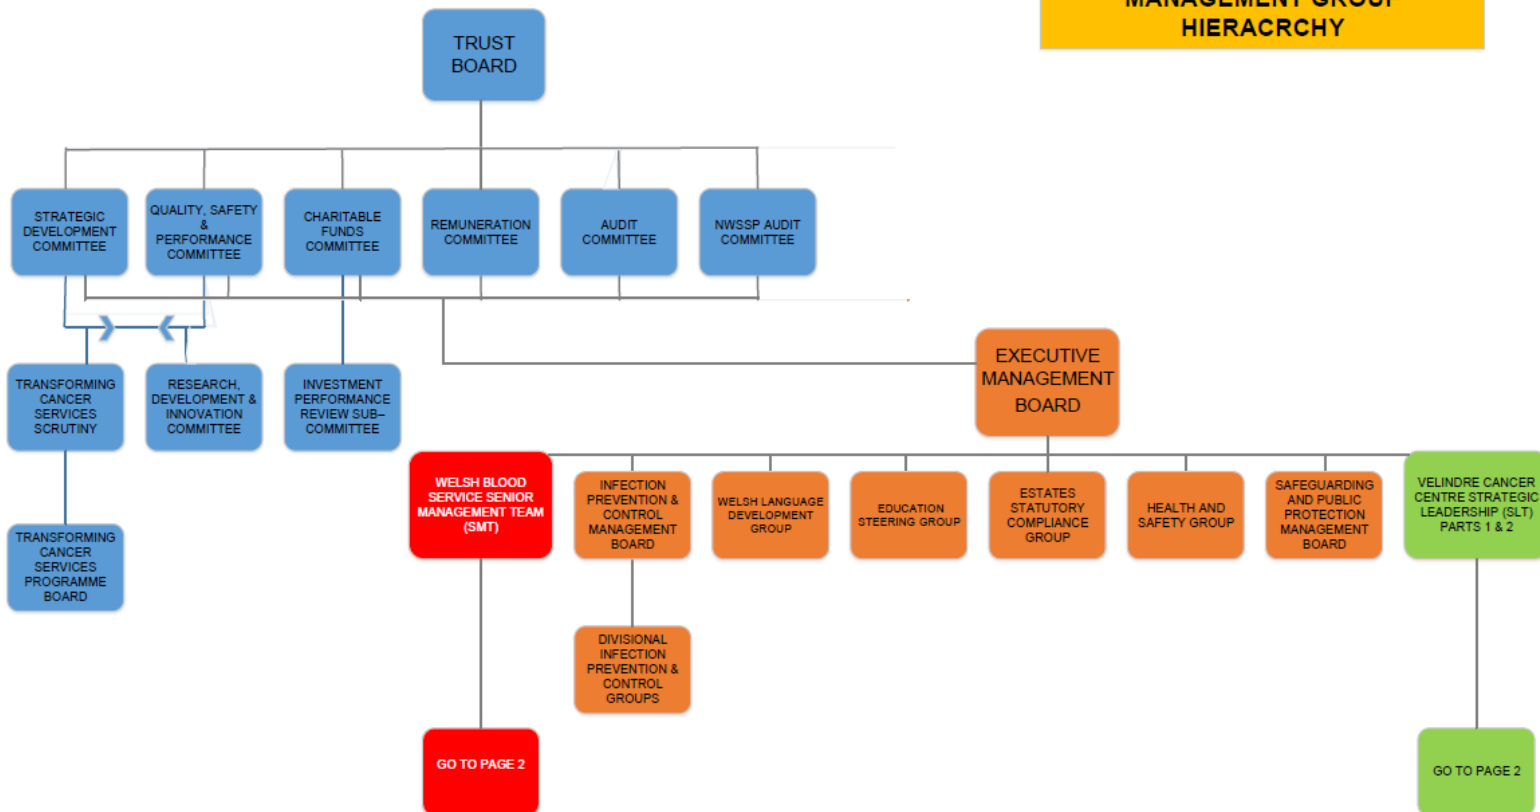 MANAGEMENT GROUP
HIERACRCHY
TRUST
BOARD
STRATEGIC
DEVELOPMENT
COMMITTEE
QUALITY, SAFETY
&
PERFORMANCE
COMMITTEE
CHARITABLE
FUNDS
COMMITTEE
REMUNERATION
COMMITTEE
AUDIT
COMMITTEE
NWSSP AUDIT
COMMITTEE
EXECUTIVE
MANAGEMENT
BOARD
TRANSFORMING
CANCER
SERVICES
SCRUTINY
RESEARCH,
DEVELOPMENT &
INNOVATION
COMMITTEE
INVESTMENT
PERFORMANCE
REVIEW SUB–
COMMITTEE
WELSH BLOOD
SERVICE SENIOR
MANAGEMENT TEAM
(SMT)
INFECTION
PREVENTION &
CONTROL
MANAGEMENT
BOARD
WELSH LANGUAGE
DEVELOPMENT
GROUP
EDUCATION
STEERING GROUP
ESTATES
STATUTORY
COMPLIANCE
GROUP
HEALTH AND
SAFETY GROUP
SAFEGUARDING
AND PUBLIC
PROTECTION
MANAGEMENT
BOARD
VELINDRE CANCER
CENTRE STRATEGIC
LEADERSHIP (SLT)
PARTS 1 & 2
TRANSFORMING
CANCER
SERVICES
PROGRAMME
BOARD
DIVISIONAL
INFECTION
PREVENTION &
CONTROL
GROUPS
GO TO PAGE 2
GO TO PAGE 2